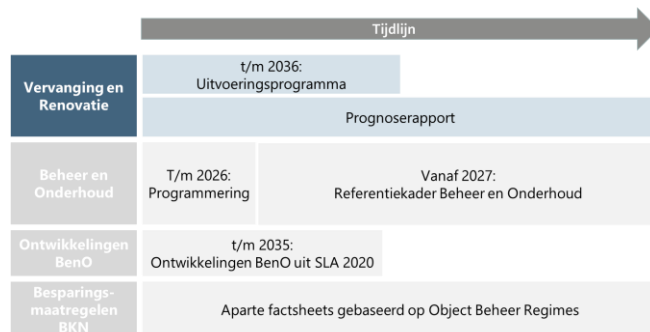 Tijdlijn
Vervanging en
Renovatie
t/m 2036:
Uitvoeringsprogramma
Prognoserapport
Beheer en
Onderhoud
T/m 2026:
Programmering
Vanaf 2027:
Referentiekader Beheer en Onderhoud
Ontwikkelingen
BenO
t/m 2035:
Ontwikkelingen BenO uit SLA 2020
Besparings-
maatregelen
BKN
Aparte factsheets gebaseerd op Object Beheer Regimes